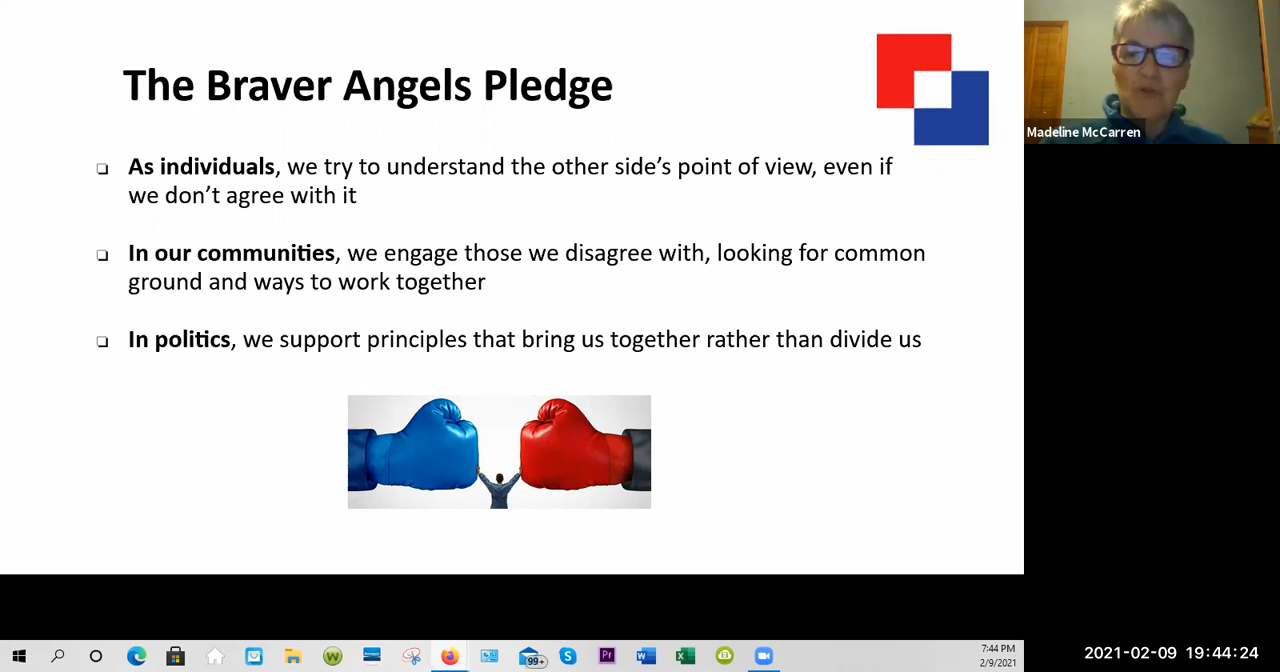 The Braver Angels Pledge
❑ As individuals, we try to understand the other side’s point of view, even if
we don’t agree with it
❑ In our communities, we engage those we disagree with, looking for common
ground and ways to work together
❑ In politics, we support principles that bring us together rather than divide us
Madeline McCarren
99+
7:44 PM
2/9/2021
2021-02-09 19:44:24